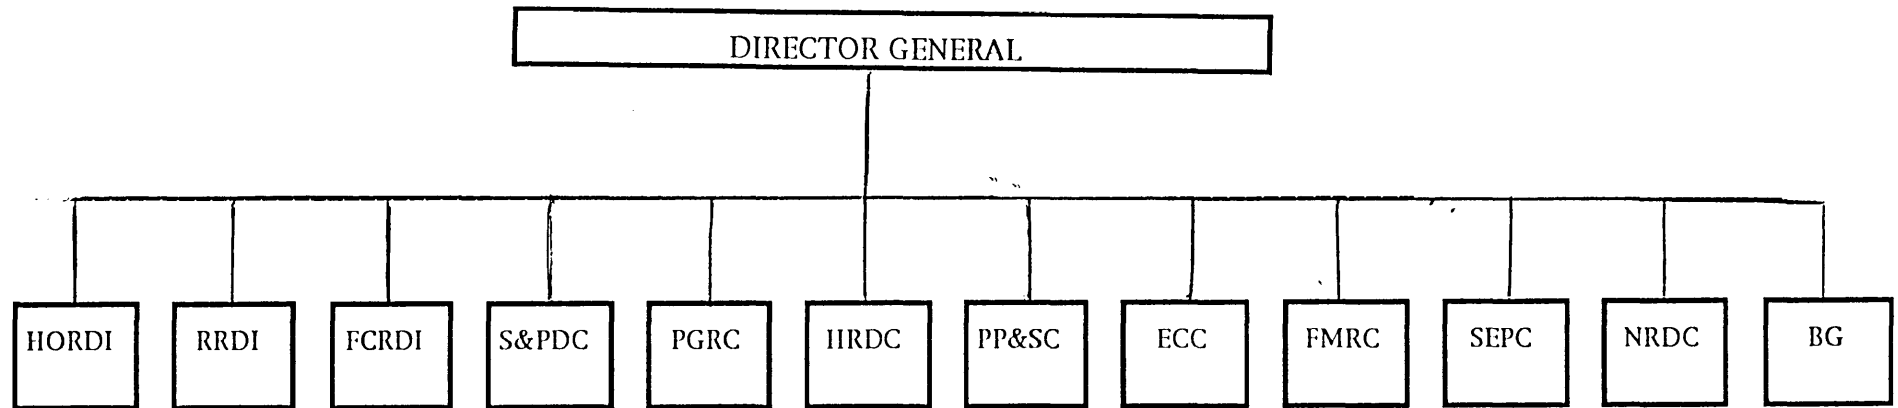 DIRECTOR GENERAL
HORDI RRDI FCRDI S&PDC PGRC IIRDC PP&SC ECC FMRC SEPC NRDC BG